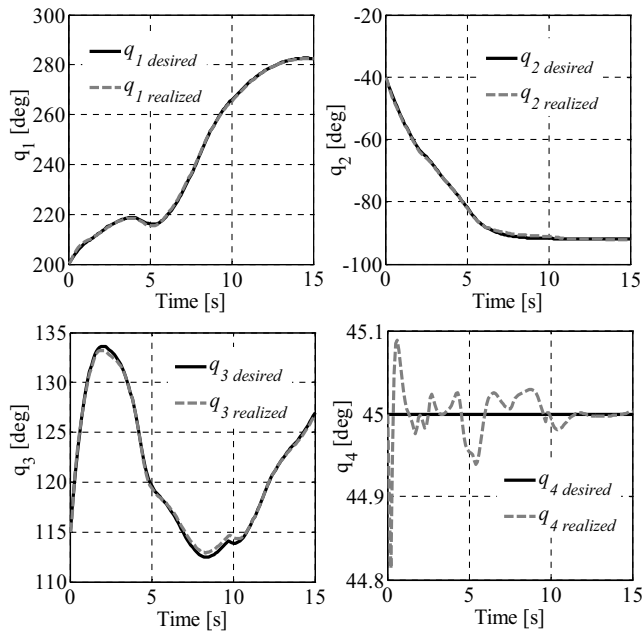 300
280
260
240
220
200
q1 [deg]
q1 desired
q1 realized
0
5
10
15
Time [s]
-20
-40
-60
-80
-100
q2 [deg]
q2 desired
q2 realized
0
5
10
15
Time [s]
135
130
125
120
115
110
q3 [deg]
q3 desired
q3 realized
0
5
10
15
Time [s]
45.1
45
44.9
44.8
q4 [deg]
q4 desired
q4 realized
0
5
10
15
Time [s]